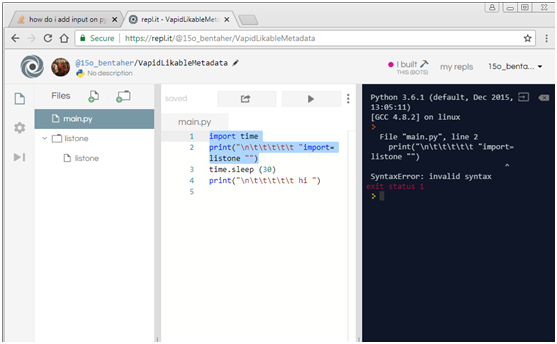 how do i add input on py
repl.it - VapidLikableMetadata
Secure
https://repl.it/@15o_bentaher/VapidLikableMetadata
@15o_bentaher/VapidLikableMetadata
No description
I built
THIS (BOTS)
my repls
15o_benta...
Files
main.py
listone
listone
saved
main.py
1 import time
2 print("\n\t\t\t\t\t "import=
listone "")
3 time.sleep (30)
4 print("\n\t\t\t\t\t hi ")
5
Python 3.6.1 (default, Dec 2015,
13:05:11)
[GCC 4.8.2] on linux
File "main.py", line 2
print("\n\t\t\t\t\t "import=
listone "")
^
SyntaxError: invalid syntax
exit status 1